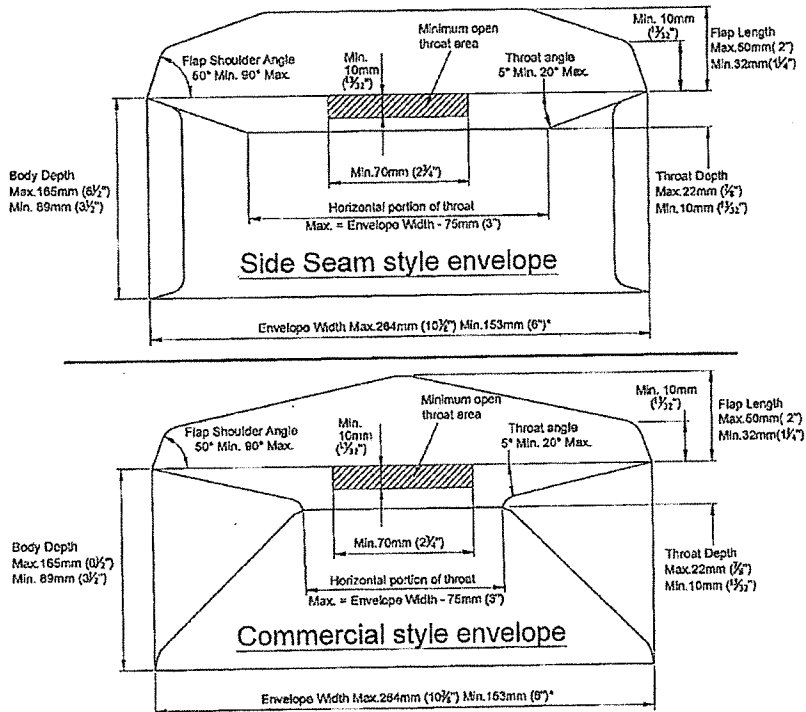 Minimum open
throat area
Min. 10mm
(13/32")
Flap Length
Max.50mm( 2")
Min.32mm(1¼")
Flap Shoulder Angle
50° Min. 90° Max.
Min.
10mm
(13/32")
Throat angle
5° Min. 20° Max.
Body Depth
Max.165mm (6½")
Min. 89mm (3½")
Min.70mm (2¾")
Throat Depth
Max.22mm (⅞")
Min.10mm (13/32")
Horizontal portion of throat
Max. = Envelope Width - 75mm (3")
Side Seam style envelope
Envelope Width Max.264mm (10⅜") Min.153mm (6")*
Minimum open
throat area
Min. 10mm
(13/32")
Flap Length
Max.50mm( 2")
Min.32mm(1¼")
Flap Shoulder Angle
50° Min. 90° Max.
Min.
10mm
(13/32")
Throat angle
5° Min. 20° Max.
Body Depth
Max.165mm (6½")
Min. 89mm (3½")
Min.70mm (2¾")
Throat Depth
Max.22mm (⅞")
Min.10mm (13/32")
Horizontal portion of throat
Max. = Envelope Width - 75mm (3")
Commercial style envelope
Envelope Width Max.264mm (10⅜") Min.153mm (6")*